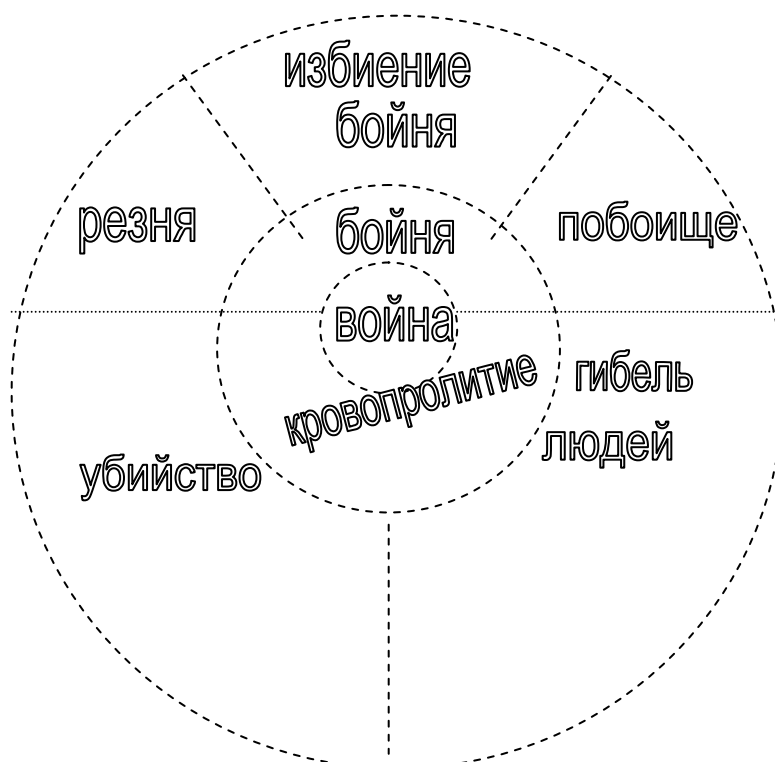 избиение
бойня
резня
бойня
побоище
война
кровопролитие
гибель
людей
убийство